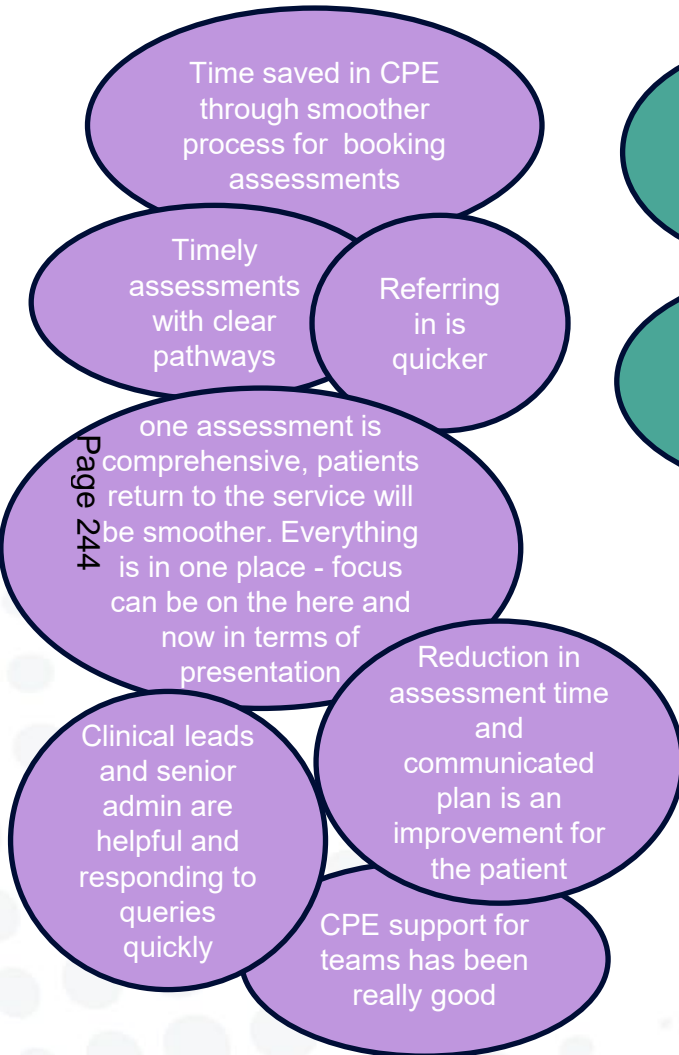 Time saved in CPE
through smoother
process for booking
assessments
Timely
assessments
with clear
pathways
Referring
in is
quicker
one assessment is
comprehensive, patients
return to the service will
be smoother. Everything
is in one place - focus
can be on the here and
now in terms of
presentation
Page 244
Reduction in
assessment time
and
communicated
plan is an
improvement for
the patient
Clinical leads
and senior
admin are
helpful and
responding to
queries
quickly
CPE support for
teams has been
really good